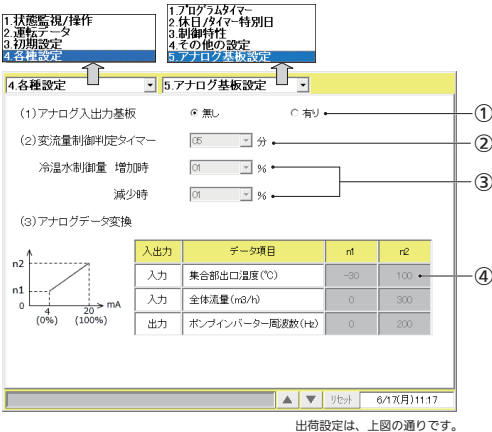 1.状態監視/操作
2.運転データ
3.初期設定
4.各種設定
1.プログラムタイマー
2.休日/タイマー特別日
3.制御特性
4.その他の設定
5.アナログ基板設定
4.各種設定 5.アナログ基板設定
(1)アナログ入出力基板 無し 有り ①
(2)変流量制御判定タイマー 05 分 ②
冷温水制御量 増加時 01 %
③
減少時 01 %
(3)アナログデータ変換
n2
n1
0 4 20 mA
(0%) (100%)
入出力 データ項目 n1 n2
入力 集合部出口温度(℃) -30 100 ④
入力 全体流量(m3/h) 0 300
出力 ポンプインバーター周波数(Hz) 0 200
▲ ▼ リセット 6/17(月)11:17
出荷設定は、上図の通りです。